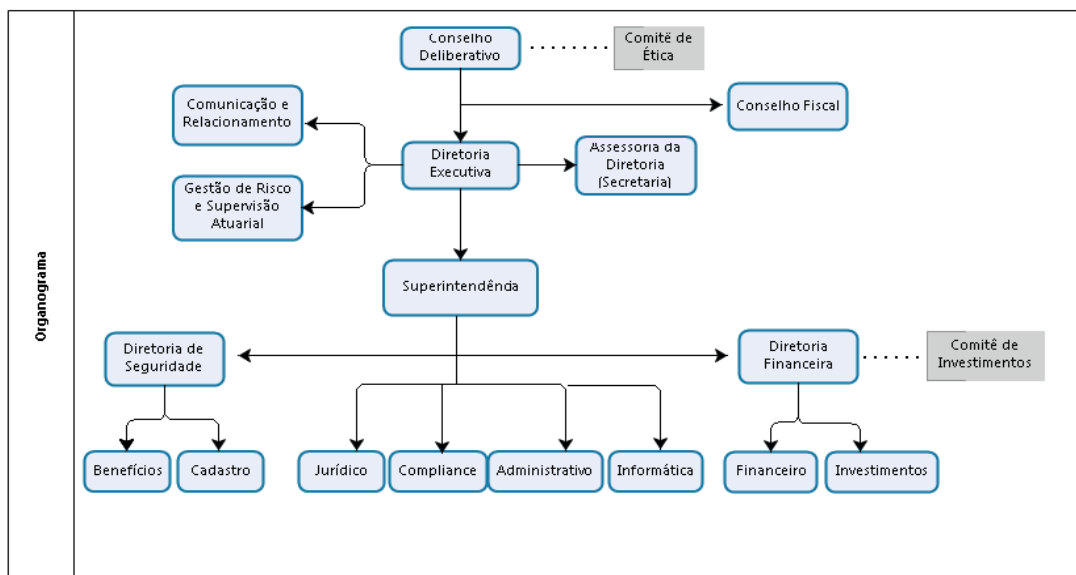 Organograma
Conselho
Deliberativo
Comitê de
Ética
Conselho Fiscal
Comunicação e
Relacionamento
Diretoria
Executiva
Assessoria da
Diretoria
(Secretaria)
Gestão de Risco
e Supervisão
Atuarial
Superintendência
Diretoria de
Seguridade
Diretoria
Financeira
Comitê de
Investimentos
Benefícios
Cadastro
Jurídico
Compliance
Administrativo
Informática
Financeiro
Investimentos